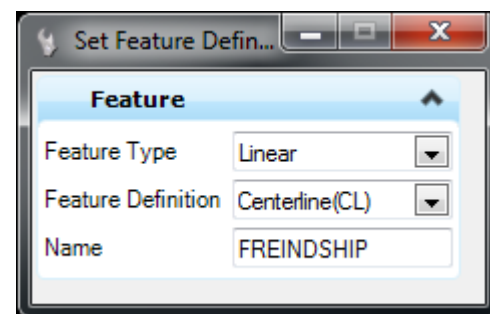 Set Feature Defin...
Feature
Feature Type Linear
Feature Definition Centerline(CL)
Name FREINDSHIP